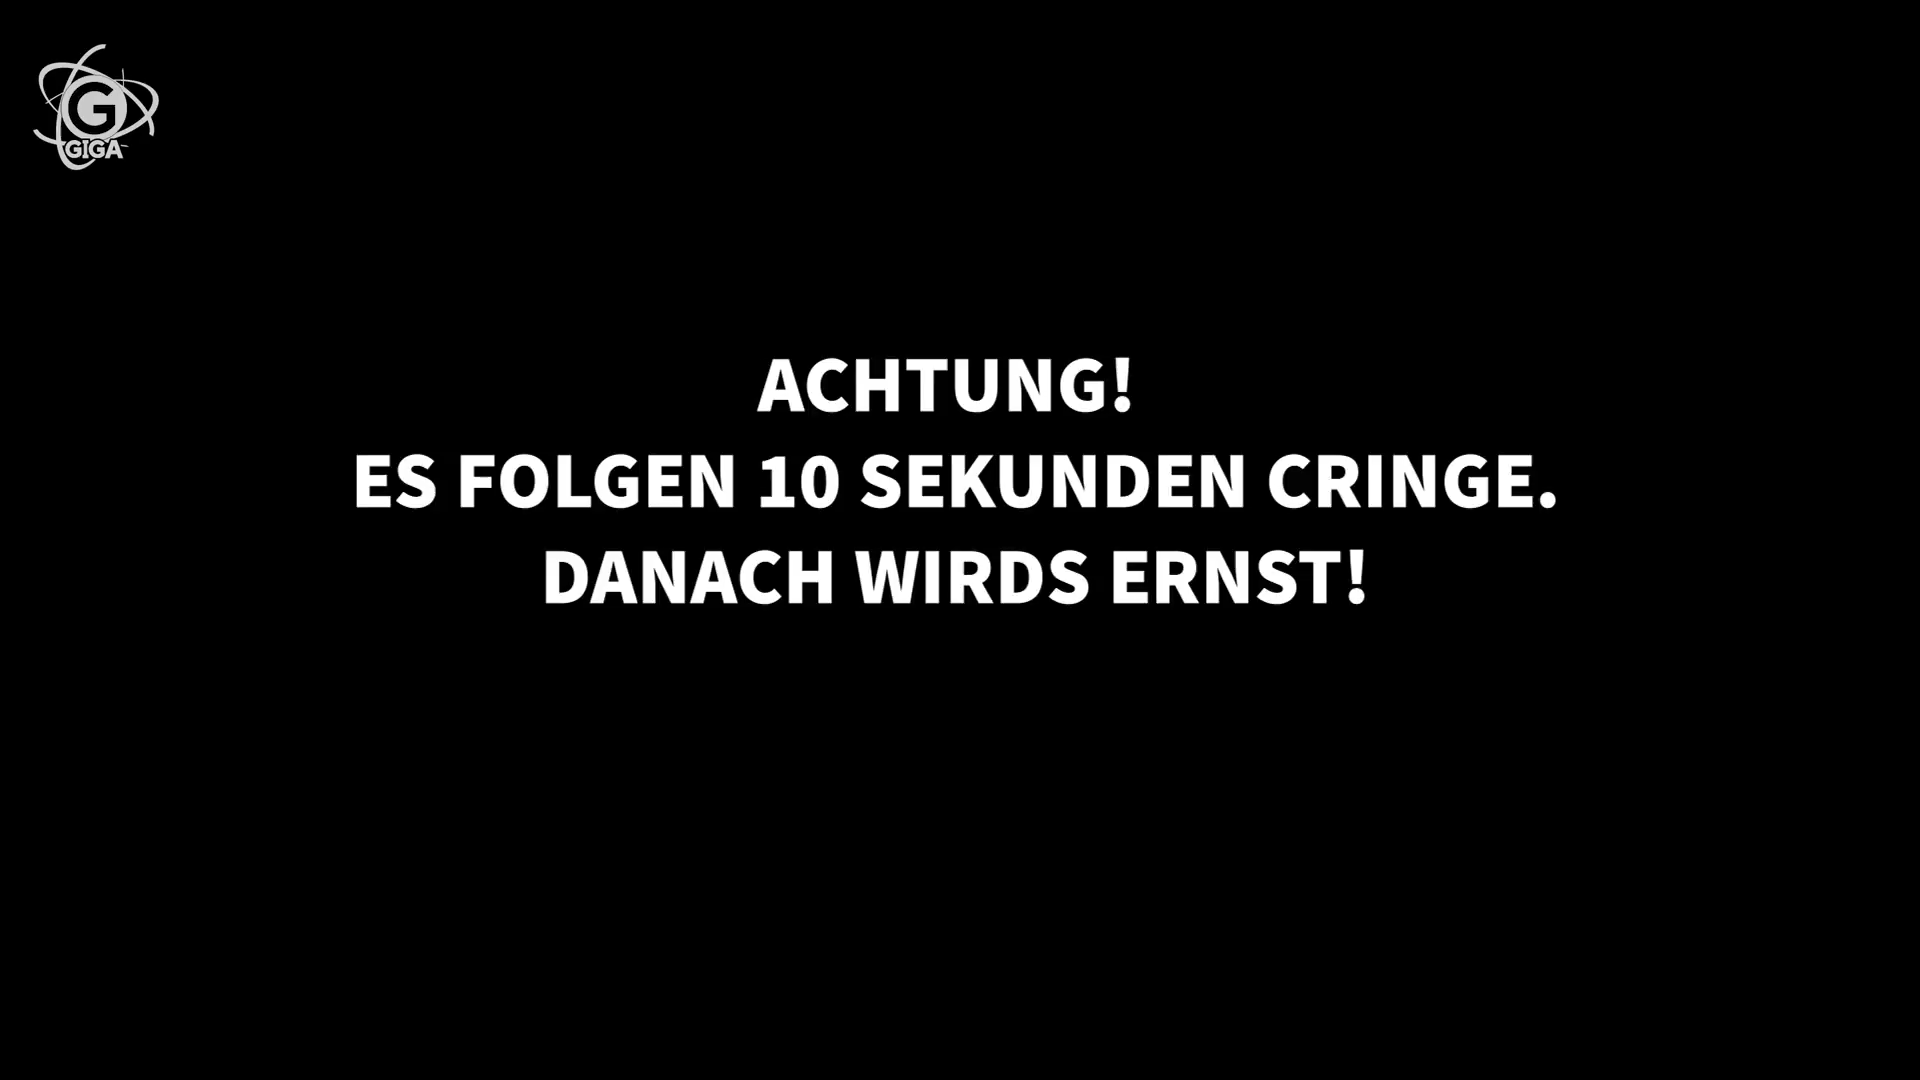 G
GIGA
ACHTUNG!
ES FOLGEN 10 SEKUNDEN CRINGE.
DANACH WIRDS ERNST!